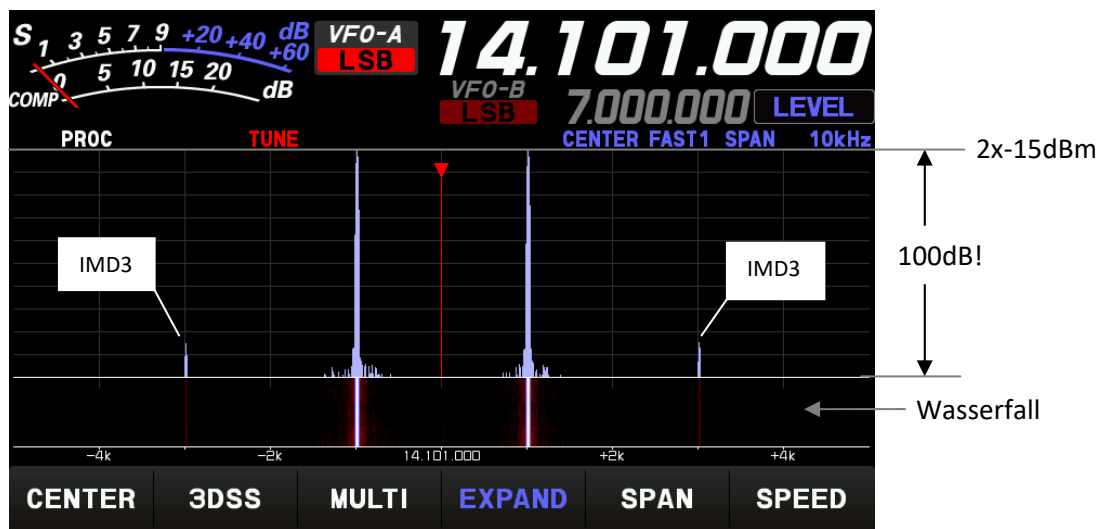 S 1 3 5 7 9 +20 +40 +60 dB
0 5 10 15 20 dB
COMP
VFO-A
LSB
14.101.000
VFO-B
LSB
7.000.000
LEVEL
PROC
TUNE
CENTER FAST1 SPAN 10kHz
2x-15dBm
100dB!
IMD3
IMD3
Wasserfall
-4k -2k 14.101.000 +2k +4k
CENTER 3DSS MULTI EXPAND SPAN SPEED